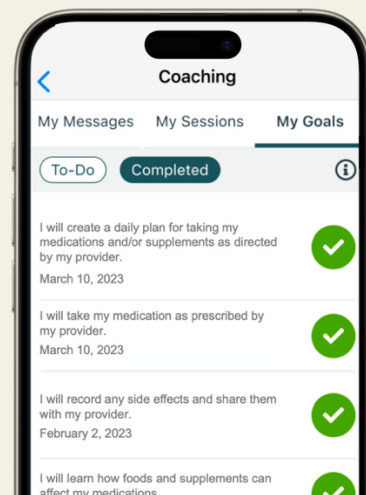 Coaching
My Messages My Sessions My Goals
To-Do Completed
I will create a daily plan for taking my
medications and/or supplements as directed
by my provider.
March 10, 2023
I will take my medication as prescribed by
my provider.
March 10, 2023
I will record any side effects and share them
with my provider.
February 2, 2023
I will learn how foods and supplements can
affect my medications.